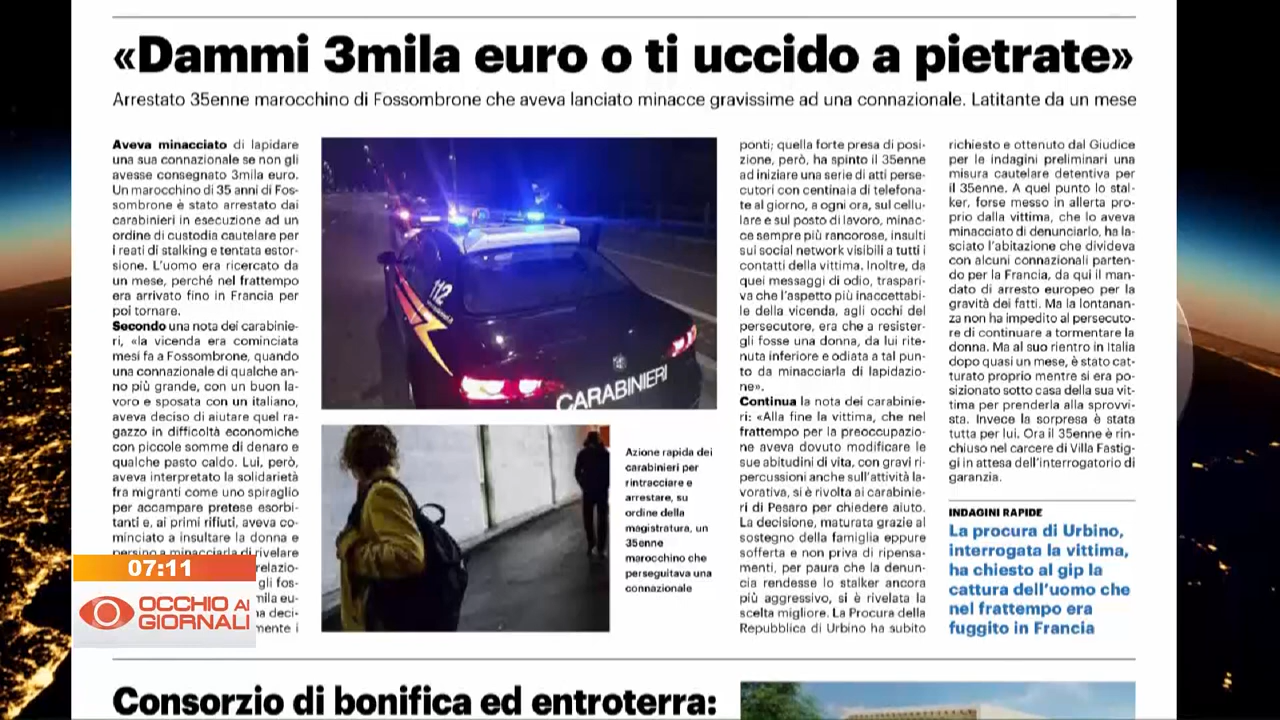 «Dammi 3mila euro o ti uccido a pietrate»
Arrestato 35enne marocchino di Fossombrone che aveva lanciato minacce gravissime ad una connazionale. Latitante da un mese
Aveva minacciato di lapidare
una sua connazionale se non gli
avesse consegnato 3mila euro.
Un marocchino di 35 anni di Fos-
sombrone è stato arrestato dai
carabinieri in esecuzione ad un
ordine di custodia cautelare per
i reati di stalking e tentata estor-
sione. L'uomo era ricercato da
un mese, perché nel frattempo
era arrivato fino in Francia per
poi tornare.
Secondo una nota dei carabinie-
ri, «la vicenda era cominciata
mesi fa a Fossombrone, quando
una connazionale di qualche an-
no più grande, con un buon la-
voro e sposata con un italiano,
aveva deciso di aiutare quel ra-
gazzo in difficoltà economiche
con piccole somme di denaro e
qualche pasto caldo. Lui, però,
aveva interpretato la solidarietà
fra migranti come uno spiraglio
per accampare pretese esorbi-
tanti e, ai primi rifiuti, aveva co-
minciato a insultare la donna e
persino a minacciarla di rivelare
relazio-
gli fos-
mila eu-
deci-
mente i
112
CARABINIERI
Azione rapida dei
carabinieri per
rintracciare e
arrestare, su
ordine della
magistratura, un
35enne
marocchino che
perseguitava una
connazionale
ponti; quella forte presa di posi-
zione, però, ha spinto il 35enne
ad iniziare una serie di atti perse-
cutori con centinaia di telefona-
te al giorno, a ogni ora, sul cellu-
lare e sul posto di lavoro, minac-
ce sempre più rancorose, insulti
sui social network visibili a tutti i
contatti della vittima. Inoltre, da
quei messaggi di odio, traspari-
va che l'aspetto più inaccettabi-
le della vicenda, agli occhi del
persecutore, era che a resister-
gli fosse una donna, da lui rite-
nuta inferiore e odiata a tal pun-
to da minacciarla di lapidazio-
ne».
Continua la nota dei carabinie-
ri: «Alla fine la vittima, che nel
frattempo per la preoccupazio-
ne aveva dovuto modificare le
sue abitudini di vita, con gravi ri-
percussioni anche sull'attività la-
vorativa, si è rivolta ai carabinie-
ri di Pesaro per chiedere aiuto.
La decisione, maturata grazie al
sostegno della famiglia eppure
sofferta e non priva di ripensa-
menti, per paura che la denun-
cia rendesse lo stalker ancora
più aggressivo, si è rivelata la
scelta migliore. La Procura della
Repubblica di Urbino ha subito
richiesto e ottenuto dal Giudice
per le indagini preliminari una
misura cautelare detentiva per
il 35enne. A quel punto lo stal-
ker, forse messo in allerta pro-
prio dalla vittima, che lo aveva
minacciato di denunciarlo, ha la-
sciato l'abitazione che divideva
con alcuni connazionali parten-
do per la Francia, da qui il man-
dato di arresto europeo per la
gravità dei fatti. Ma la lontanan-
za non ha impedito al persecuto-
re di continuare a tormentare la
donna. Ma al suo rientro in Italia
dopo quasi un mese, è stato cat-
turato proprio mentre si era po-
sizionato sotto casa della sua vit-
tima per prenderla alla sprovvi-
sta. Invece la sorpresa è stata
tutta per lui. Ora il 35enne è rin-
chiuso nel carcere di Villa Fastig-
gi in attesa dell'interrogatorio di
garanzia.
INDAGINI RAPIDE
La procura di Urbino,
interrogata la vittima,
ha chiesto al gip la
cattura dell'uomo che
nel frattempo era
fuggito in Francia
07:11
OCCHIO AI
GIORNALI
Consorzio di bonifica ed entroterra: